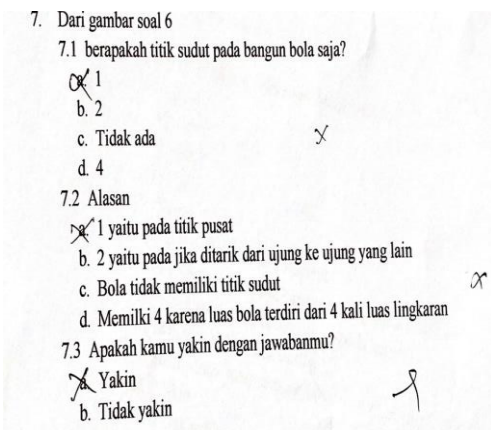 7. Dari gambar soal 6
7.1 berapakah titik sudut pada bangun bola saja?
a. 1
b. 2
c. Tidak ada
d. 4
7.2 Alasan
a. 1 yaitu pada titik pusat
b. 2 yaitu pada jika ditarik dari ujung ke ujung yang lain
c. Bola tidak memiliki titik sudut
d. Memilki 4 karena luas bola terdiri dari 4 kali luas lingkaran
7.3 Apakah kamu yakin dengan jawabanmu?
a. Yakin
b. Tidak yakin